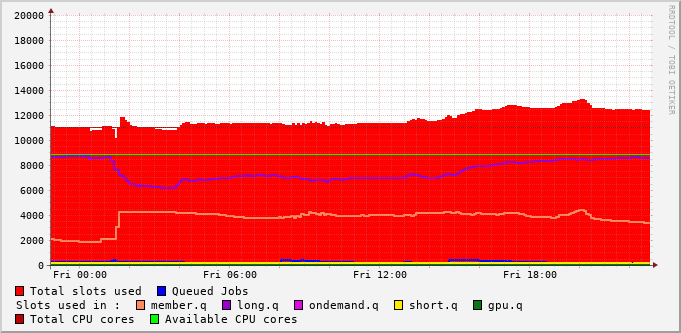 RRDTOOL / TOBI OETIKER
20000
18000
16000
14000
12000
10000
8000
6000
4000
2000
0
Fri 00:00 Fri 06:00 Fri 12:00 Fri 18:00
Total slots used Queued Jobs
Slots used in : member.q long.q ondemand.q short.q gpu.q
Total CPU cores Available CPU cores